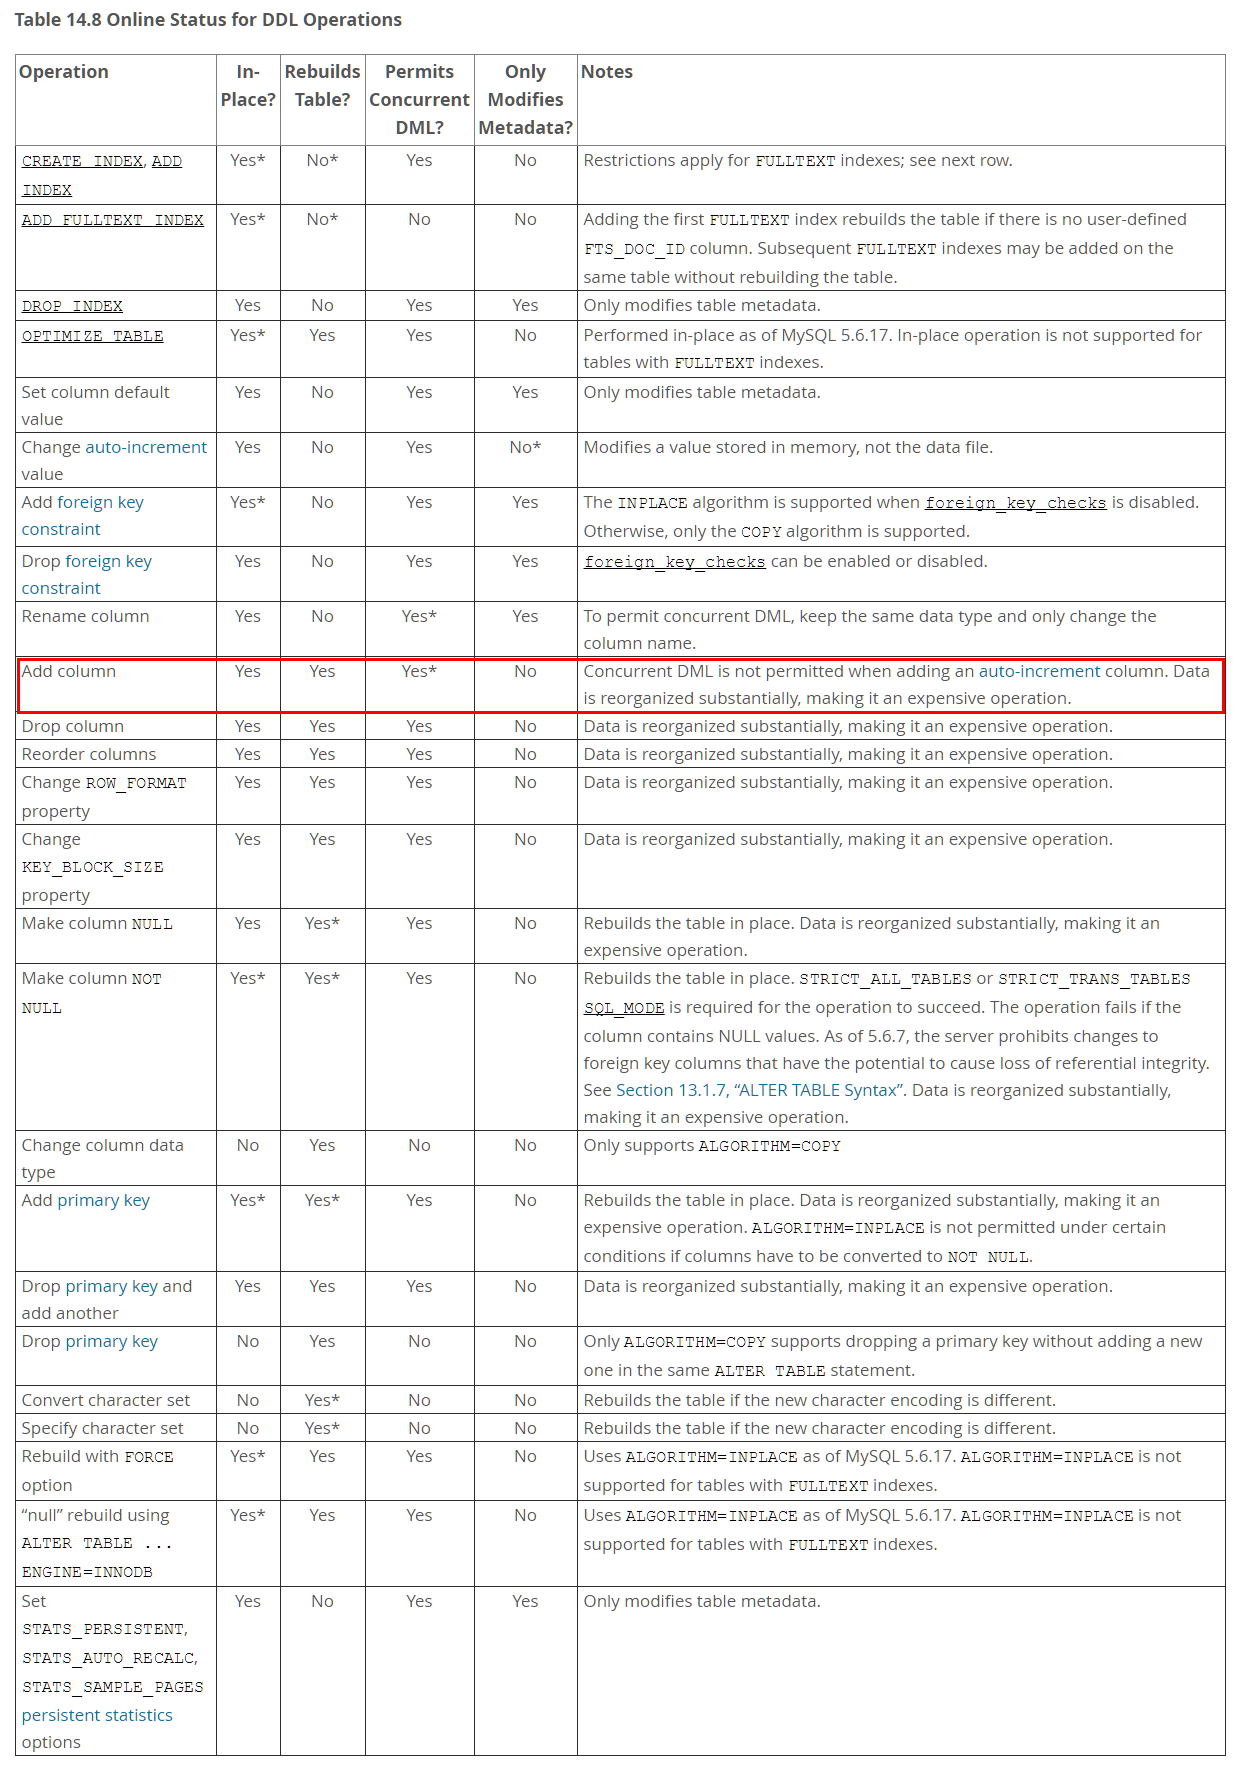 Table 14.8 Online Status for DDL Operations
Operation In- Rebuilds Permits Only Notes
Place? Table? Concurrent Modifies
DML? Metadata?
CREATE INDEX, ADD Yes* No* Yes No Restrictions apply for FULLTEXT indexes; see next row.
INDEX
ADD FULLTEXT INDEX Yes* No* No No Adding the first FULLTEXT index rebuilds the table if there is no user-defined
FTS_DOC_ID column. Subsequent FULLTEXT indexes may be added on the
same table without rebuilding the table.
DROP INDEX Yes No Yes Yes Only modifies table metadata.
OPTIMIZE TABLE Yes* Yes Yes No Performed in-place as of MySQL 5.6.17. In-place operation is not supported for
tables with FULLTEXT indexes.
Set column default Yes No Yes Yes Only modifies table metadata.
value
Change auto-increment Yes No Yes No* Modifies a value stored in memory, not the data file.
value
Add foreign key Yes* No Yes Yes The INPLACE algorithm is supported when foreign_key_checks is disabled.
constraint Otherwise, only the COPY algorithm is supported.
Drop foreign key Yes No Yes Yes foreign_key_checks can be enabled or disabled.
constraint
Rename column Yes No Yes* Yes To permit concurrent DML, keep the same data type and only change the
column name.
Add column Yes Yes Yes* No Concurrent DML is not permitted when adding an auto-increment column. Data
is reorganized substantially, making it an expensive operation.
Drop column Yes Yes Yes No Data is reorganized substantially, making it an expensive operation.
Reorder columns Yes Yes Yes No Data is reorganized substantially, making it an expensive operation.
Change ROW_FORMAT Yes Yes Yes No Data is reorganized substantially, making it an expensive operation.
property
Change Yes Yes Yes No Data is reorganized substantially, making it an expensive operation.
KEY_BLOCK_SIZE
property
Make column NULL Yes Yes* Yes No Rebuilds the table in place. Data is reorganized substantially, making it an
expensive operation.
Make column NOT Yes* Yes* Yes No Rebuilds the table in place. STRICT_ALL_TABLES or STRICT_TRANS_TABLES
NULL SQL_MODE is required for the operation to succeed. The operation fails if the
column contains NULL values. As of 5.6.7, the server prohibits changes to
foreign key columns that have the potential to cause loss of referential integrity.
See Section 13.1.7, “ALTER TABLE Syntax”. Data is reorganized substantially,
making it an expensive operation.
Change column data No Yes No No Only supports ALGORITHM=COPY
type
Add primary key Yes* Yes* Yes No Rebuilds the table in place. Data is reorganized substantially, making it an
expensive operation. ALGORITHM=INPLACE is not permitted under certain
conditions if columns have to be converted to NOT NULL.
Drop primary key and Yes Yes Yes No Data is reorganized substantially, making it an expensive operation.
add another
Drop primary key No Yes No No Only ALGORITHM=COPY supports dropping a primary key without adding a new
one in the same ALTER TABLE statement.
Convert character set No Yes* No No Rebuilds the table if the new character encoding is different.
Specify character set No Yes* No No Rebuilds the table if the new character encoding is different.
Rebuild with FORCE Yes* Yes Yes No Uses ALGORITHM=INPLACE as of MySQL 5.6.17. ALGORITHM=INPLACE is not
option supported for tables with FULLTEXT indexes.
“null” rebuild using Yes* Yes Yes No Uses ALGORITHM=INPLACE as of MySQL 5.6.17. ALGORITHM=INPLACE is not
ALTER TABLE ... supported for tables with FULLTEXT indexes.
ENGINE=INNODB
Set Yes No Yes Yes Only modifies table metadata.
STATS_PERSISTENT,
STATS_AUTO_RECALC,
STATS_SAMPLE_PAGES
persistent statistics
options